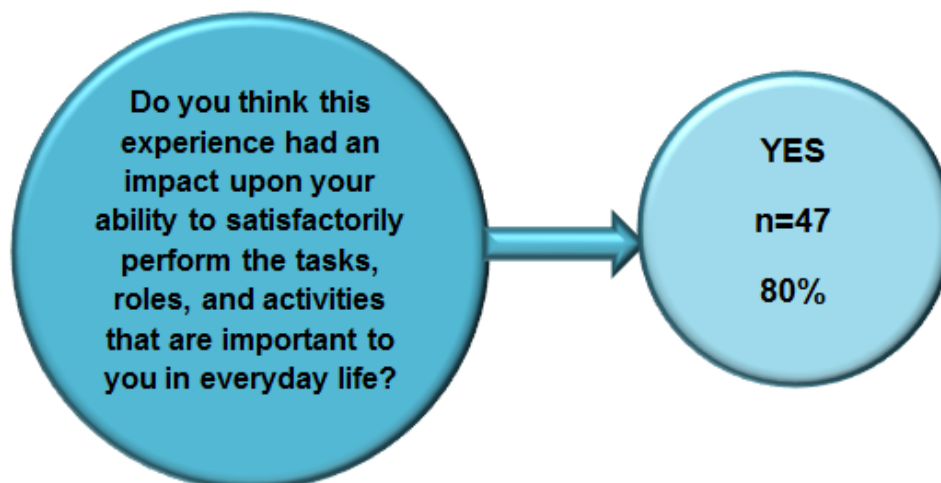 Do you think this
experience had an
impact upon your
ability to satisfactorily
perform the tasks,
roles, and activities
that are important to
you in everyday life?
YES
n=47
80%